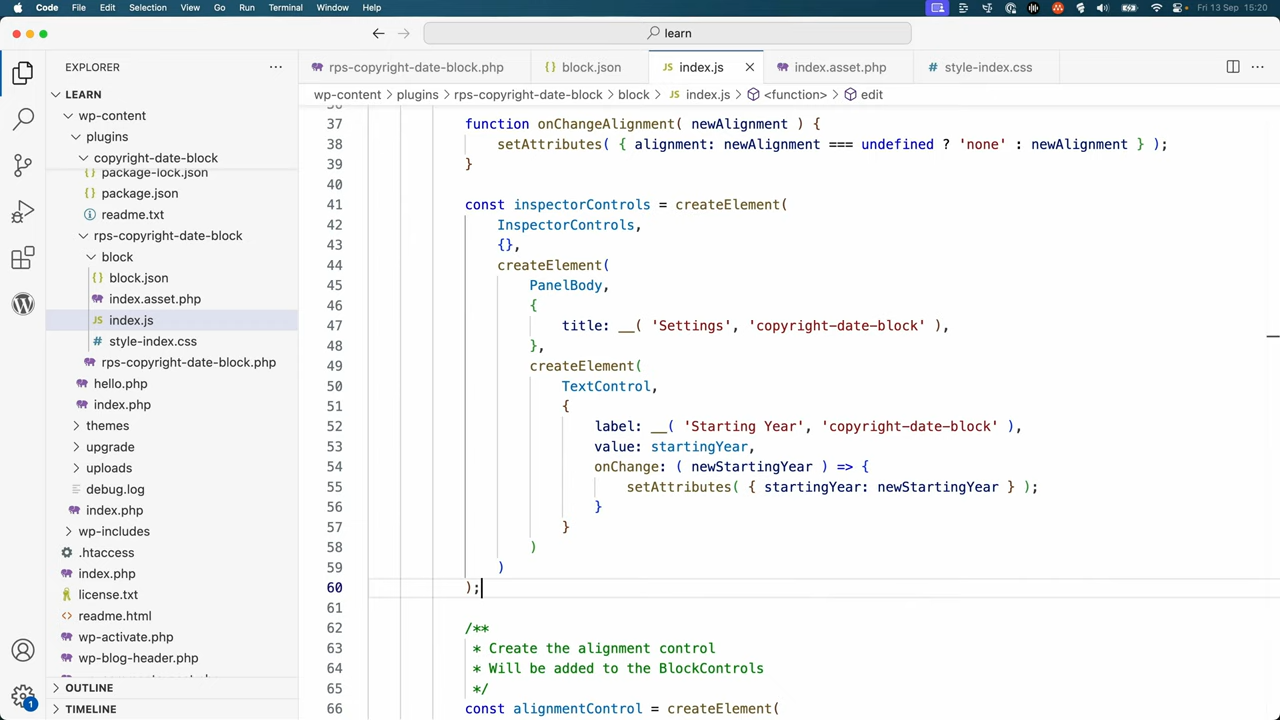 Code File Edit Selection View Go Run Terminal Window Help Fri 13 Sep 15:20
learn
EXPLORER
rps-copyright-date-block.php
{} block.json
JS index.js
index.asset.php
# style-index.css
LEARN
wp-content > plugins > rps-copyright-date-block > block > JS index.js > <function> > edit
wp-content
plugins
copyright-date-block
{} package-lock.json
{} package.json
readme.txt
rps-copyright-date-block
block
{} block.json
index.asset.php
JS index.js
# style-index.css
rps-copyright-date-block.php
hello.php
index.php
themes
upgrade
uploads
debug.log
index.php
wp-includes
.htaccess
index.php
license.txt
<> readme.html
wp-activate.php
wp-blog-header.php
OUTLINE
TIMELINE
1
36
37 function onChangeAlignment( newAlignment ) {
38 setAttributes( { alignment: newAlignment === undefined ? 'none' : newAlignment } );
39 }
40
41 const inspectorControls = createElement(
42 InspectorControls,
43 {},
44 createElement(
45 PanelBody,
46 {
47 title: __( 'Settings', 'copyright-date-block' ),
48 },
49 createElement(
50 TextControl,
51 {
52 label: __( 'Starting Year', 'copyright-date-block' ),
53 value: startingYear,
54 onChange: ( newStartingYear ) => {
55 setAttributes( { startingYear: newStartingYear } );
56 }
57 }
58 )
59 )
60 );
61
62 /**
63 * Create the alignment control
64 * Will be added to the BlockControls
65 */
66 const alignmentControl = createElement(